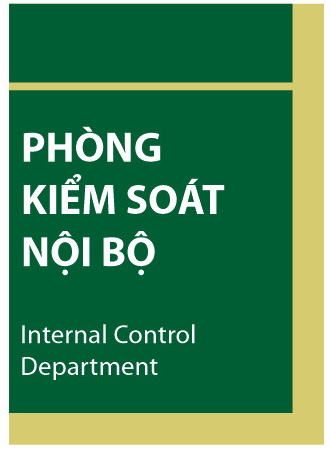 PHÒNG
KIỂM SOÁT
NỘI BỘ
Internal Control
Department